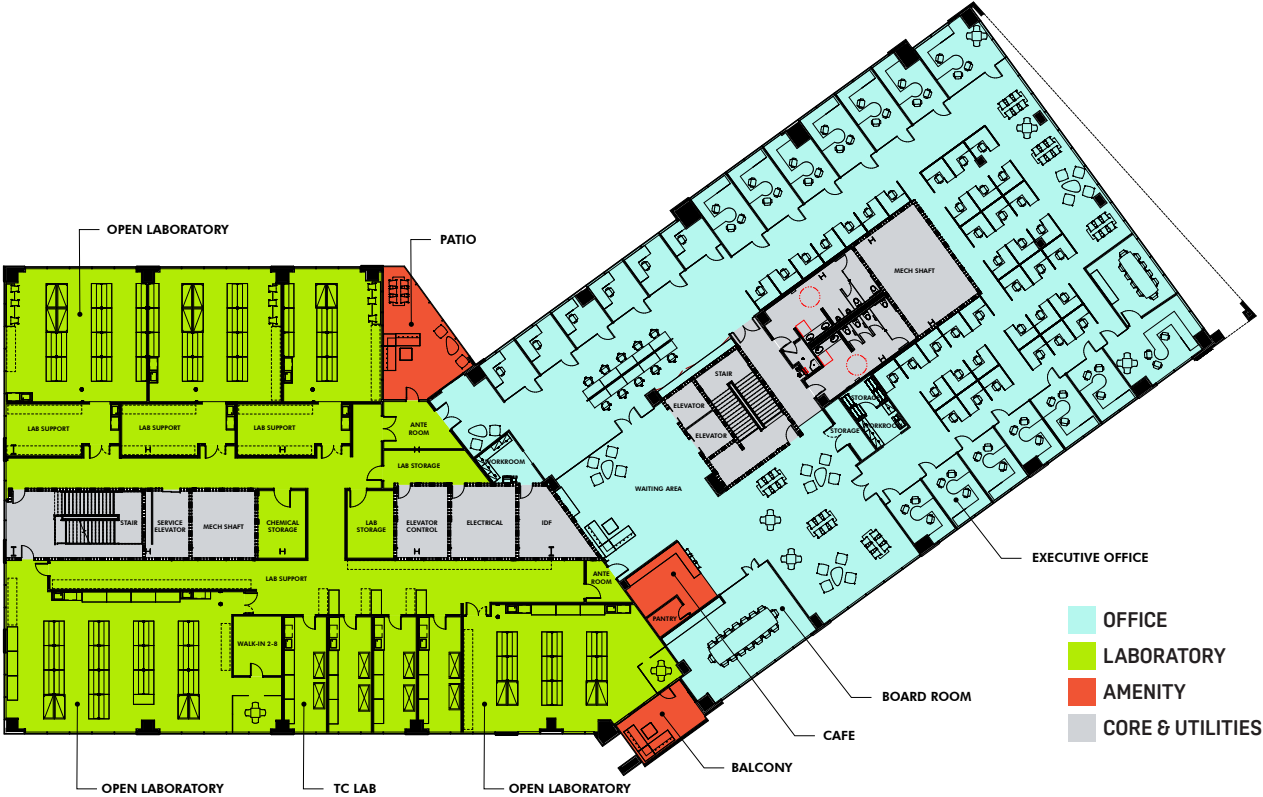 OPEN LABORATORY
PATIO
MECH SHAFT
STAIR
ELEVATOR
ELEVATOR
STORAGE
STORAGE
WORKROOM
LAB SUPPORT
LAB SUPPORT
LAB SUPPORT
ANTE
ROOM
LAB STORAGE
WORKROOM
WAITING AREA
STAIR
SERVICE
ELEVATOR
MECH SHAFT
CHEMICAL
STORAGE
LAB
STORAGE
ELEVATOR
CONTROL
ELECTRICAL
IDF
LAB SUPPORT
ANTE
ROOM
EXECUTIVE OFFICE
PANTRY
WALK-IN 2-8
OFFICE
LABORATORY
AMENITY
CORE & UTILITIES
BOARD ROOM
CAFE
BALCONY
OPEN LABORATORY
TC LAB
OPEN LABORATORY